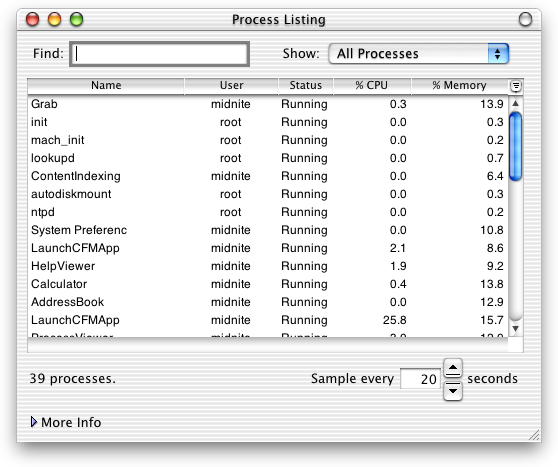 Process Listing
Find: Show: All Processes
Name User Status % CPU % Memory
Grab midnite Running 0.3 13.9
init root Running 0.0 0.3
mach_init root Running 0.0 0.2
lookupd root Running 0.0 0.7
ContentIndexing midnite Running 0.0 6.4
autodiskmount root Running 0.0 0.3
ntpd root Running 0.0 0.2
System Preferenc midnite Running 0.0 10.8
LaunchCFMApp midnite Running 2.1 8.6
HelpViewer midnite Running 1.9 9.2
Calculator midnite Running 0.4 13.8
AddressBook midnite Running 0.0 12.9
LaunchCFMApp midnite Running 25.8 15.7
ProcessViewer midnite Running
39 processes. Sample every 20 seconds
More Info